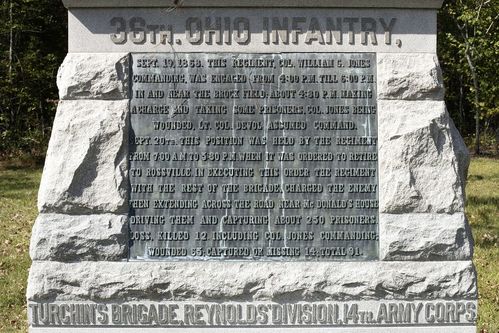 36TH OHIO INFANTRY,
SEPT. 19, 1863. THIS REGIMENT, COL. WILLIAM G. JONES
COMMANDING, WAS ENGAGED FROM 4:00 P.M. TILL 6:00 P.M.
IN AND NEAR THE BROCK FIELD; ABOUT 4:30 P.M. MAKING
A CHARGE AND TAKING SOME PRISONERS, COL. JONES BEING
WOUNDED, LT. COL. DEVOL ASSUMED COMMAND.
SEPT. 20TH. THIS POSITION WAS HELD BY THE REGIMENT
FROM 7:00 A.M. TO 5:30 P.M. WHEN IT WAS ORDERED TO RETIRE
TO ROSSVILLE. IN EXECUTING THIS ORDER THE REGIMENT
WITH THE REST OF THE BRIGADE, CHARGED THE ENEMY
THEN EXTENDING ACROSS THE ROAD NEAR MC.DONALD'S HOUSE
DRIVING THEM AND CAPTURING ABOUT 250 PRISONERS.
LOSS, KILLED 12 INCLUDING COL. JONES COMMANDING,
WOUNDED 65, CAPTURED OR MISSING 14; TOTAL 91.
TURCHIN'S BRIGADE, REYNOLDS' DIVISION, 14TH. ARMY CORPS.